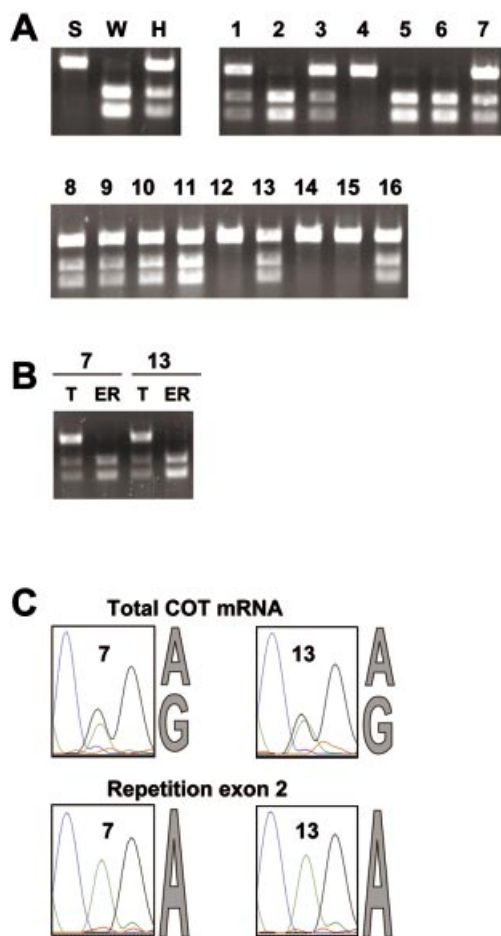 A
S W H 1 2 3 4 5 6 7
8 9 10 11 12 13 14 15 16
B
7 13
T ER T ER
C
Total COT mRNA
7 A G 13 A G
Repetition exon 2
7 A 13 A